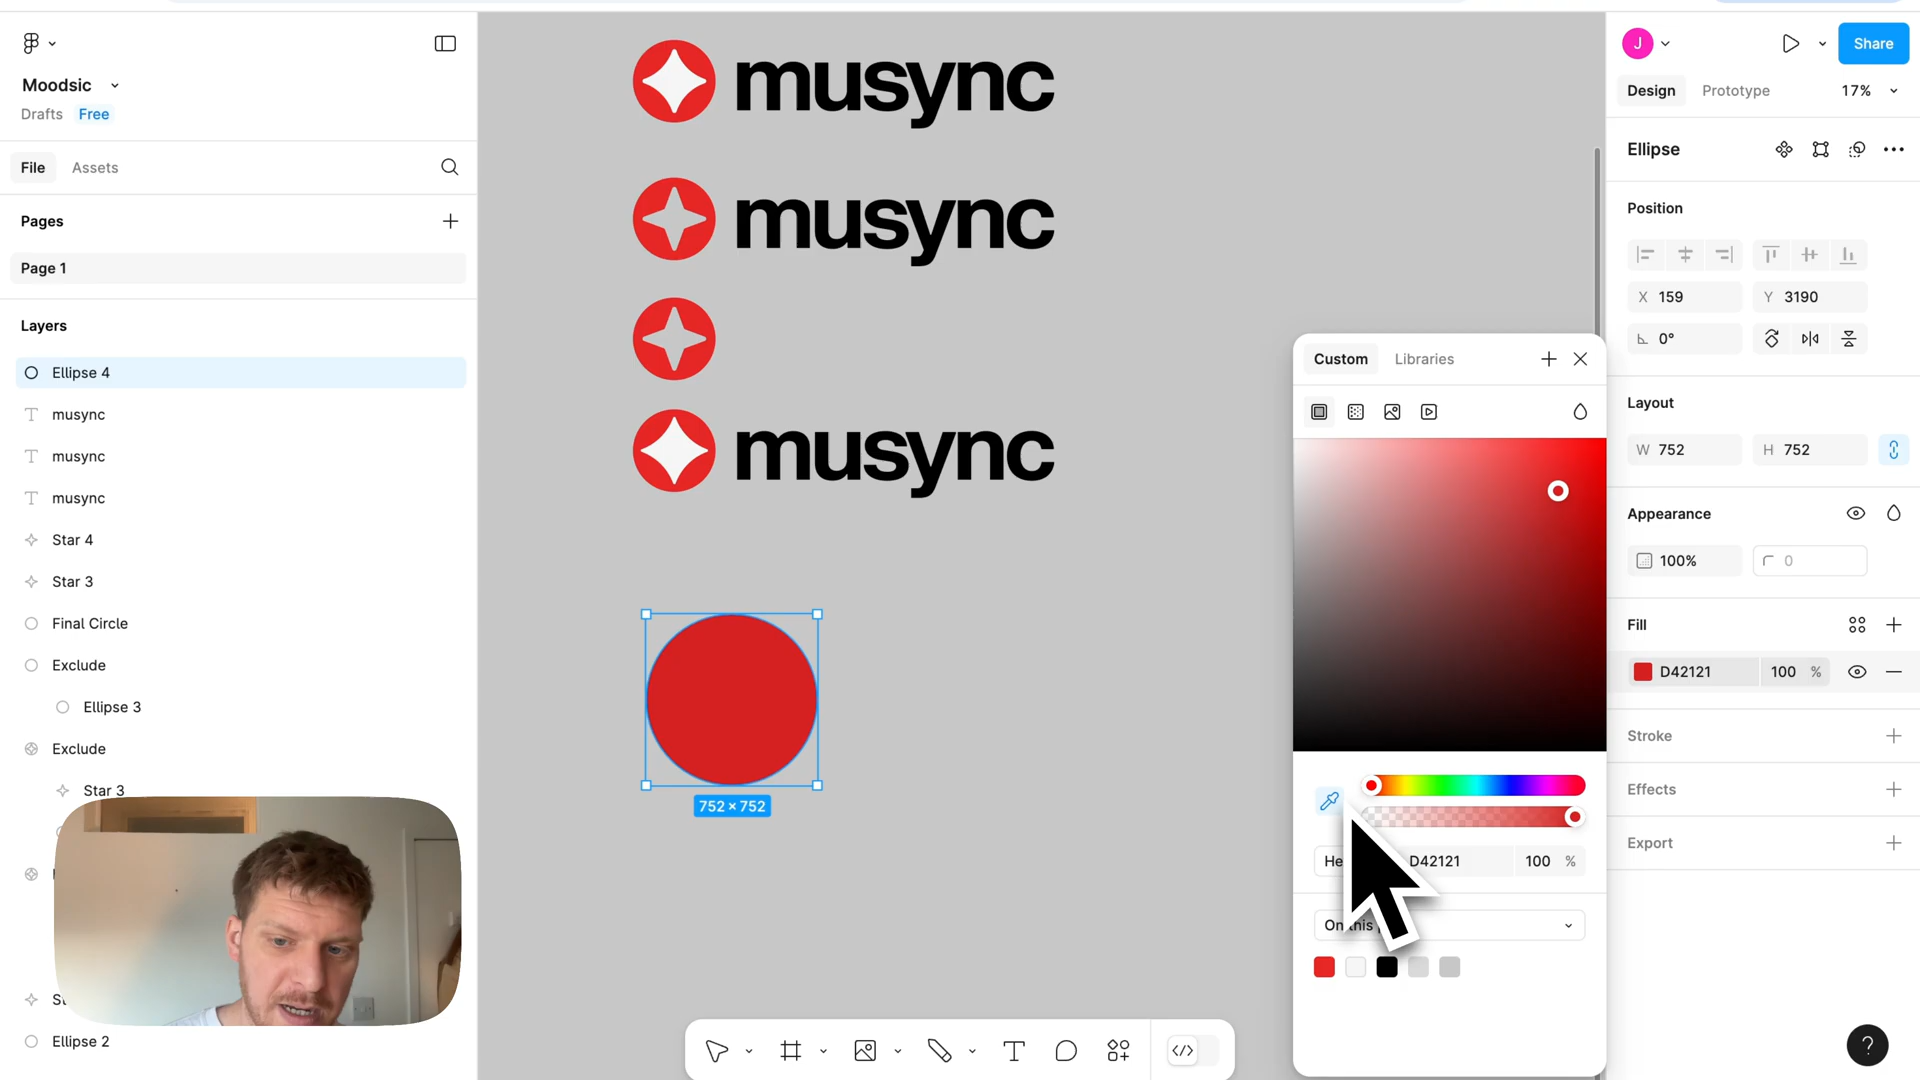 Moodsic
Drafts Free
File Assets
Pages
Page 1
Layers
Ellipse 4
musync
musync
musync
Star 4
Star 3
Final Circle
Exclude
Ellipse 3
Exclude
Star 3
Ellipse 2
musync
musync
musync
752 × 752
Custom Libraries
D42121 100 %
J
Share
Design Prototype 17%
Ellipse
Position
X 159 Y 3190
0°
Layout
W 752 H 752
Appearance
100% 0
Fill
D42121 100 %
Stroke
Effects
Export
?